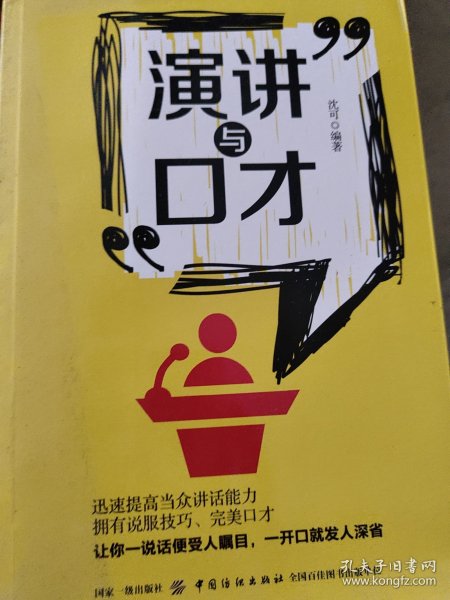 演讲
与
口才
沈可◎编著
迅速提高当众讲话能力
拥有说服技巧、完美口才
让你一说话便受人瞩目，一开口就发人深省
国家一级出版社 中国纺织出版社 全国百佳图书出版单位
孔夫子旧书网